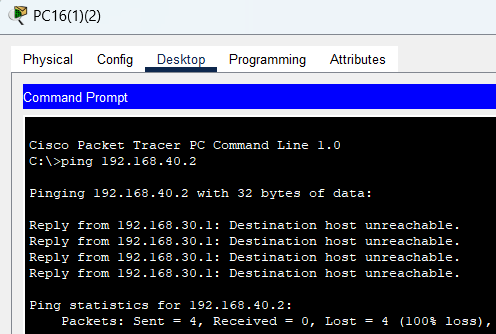 PC16(1)(2)
Physical Config Desktop Programming Attributes
Command Prompt
Cisco Packet Tracer PC Command Line 1.0
C:\>ping 192.168.40.2
Pinging 192.168.40.2 with 32 bytes of data:
Reply from 192.168.30.1: Destination host unreachable.
Reply from 192.168.30.1: Destination host unreachable.
Reply from 192.168.30.1: Destination host unreachable.
Reply from 192.168.30.1: Destination host unreachable.
Ping statistics for 192.168.40.2:
Packets: Sent = 4, Received = 0, Lost = 4 (100% loss),